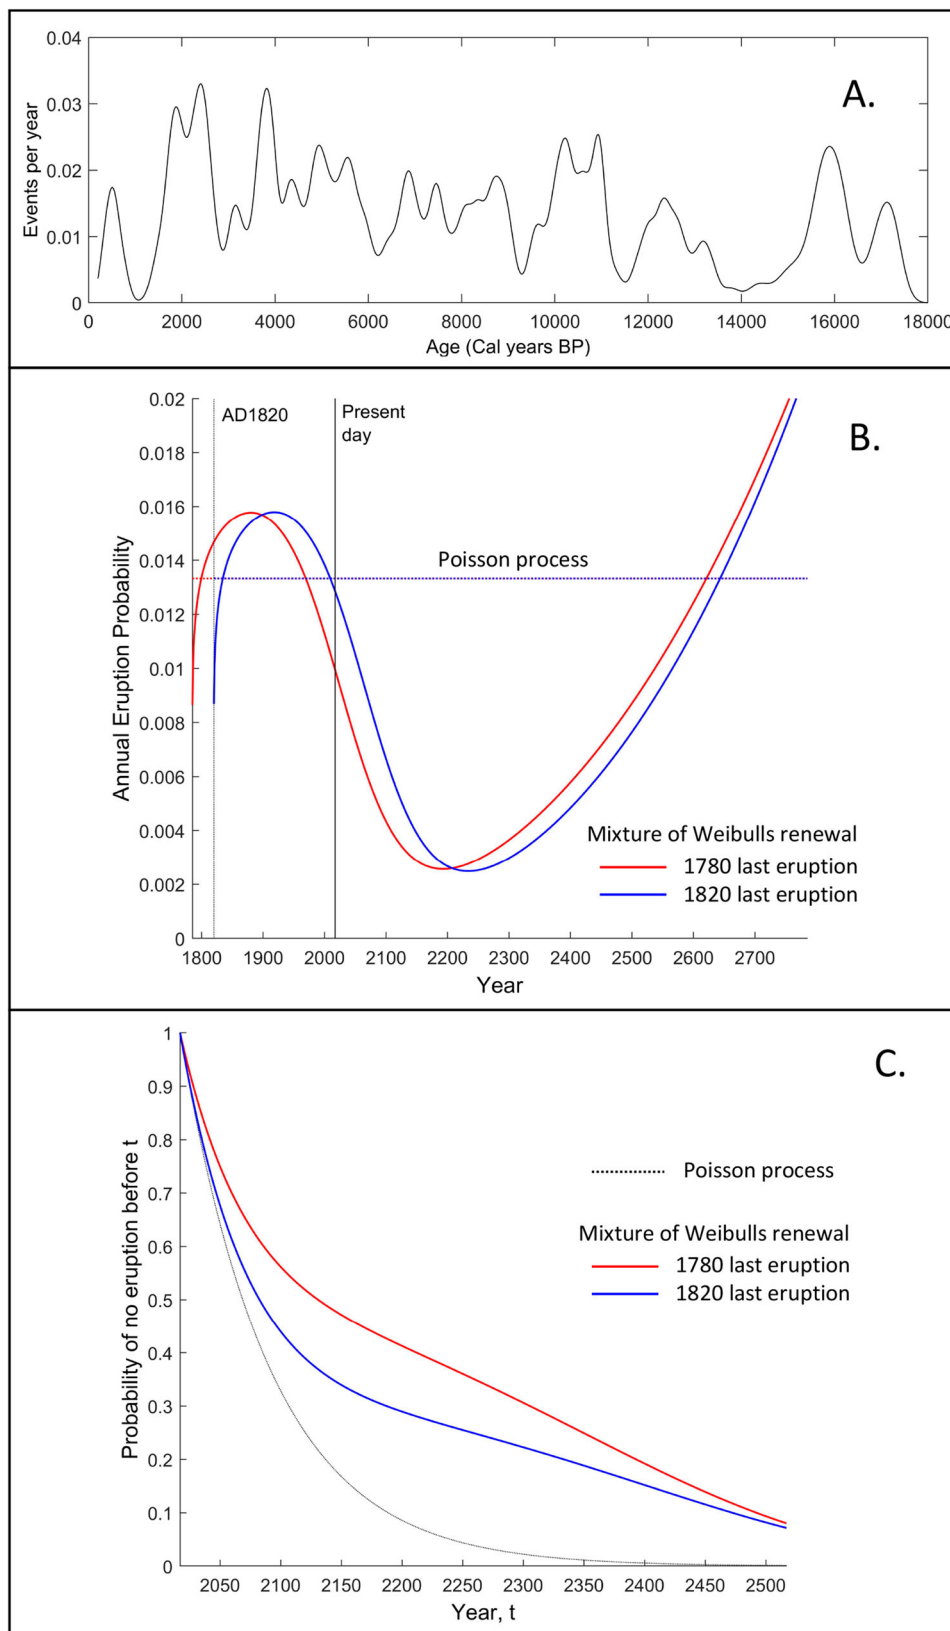 A.
0.04
0.03
0.02
0.01
0
Events per year
0 2000 4000 6000 8000 10000 12000 14000 16000 18000
Age (Cal years BP)
B.
0.02
0.018
0.016
0.014
0.012
0.01
0.008
0.006
0.004
0.002
0
Annual Eruption Probability
AD1820
Present
day
Poisson process
Mixture of Weibulls renewal
1780 last eruption
1820 last eruption
1800 1900 2000 2100 2200 2300 2400 2500 2600 2700
Year
C.
1
0.9
0.8
0.7
0.6
0.5
0.4
0.3
0.2
0.1
0
Probability of no eruption before t
Poisson process
Mixture of Weibulls renewal
1780 last eruption
1820 last eruption
2050 2100 2150 2200 2250 2300 2350 2400 2450 2500
Year, t